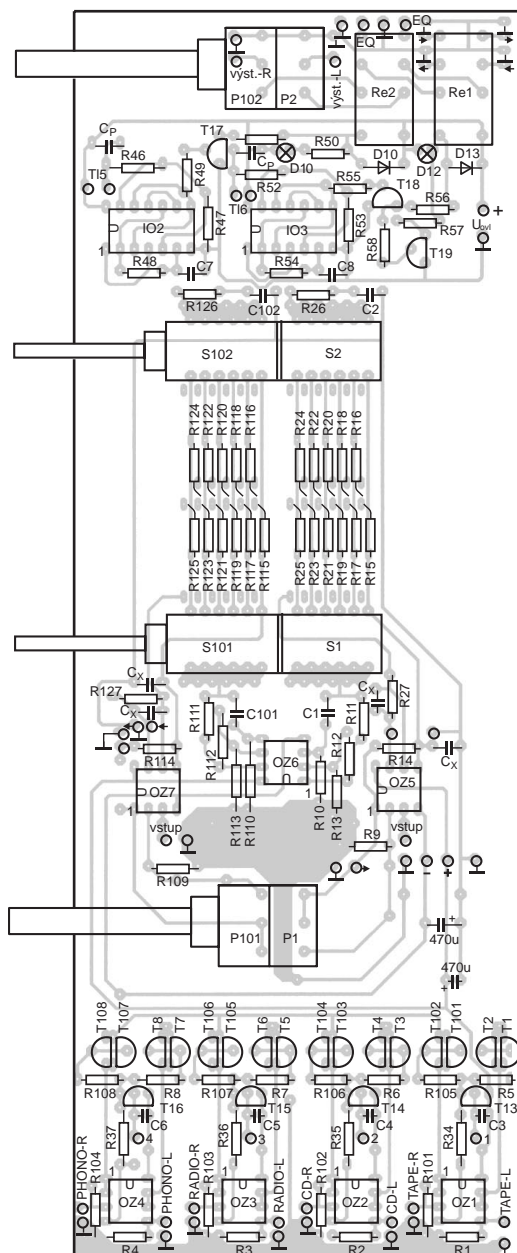 EQ EQ
výst.-R výst.-L
P102 P2 Re2 Re1
CP T17 R50
R46 R49 CP D10 D10 D12 D13
Tl5 R52 R55 T18
Tl6 R56 +
IO2 R47 IO3 R53 R57 Uovl
1 1 R58 T19
R48 C7 R54 C8
R126 C102 R26 C2
S102 S2
R124 R122 R120 R118 R116 R24 R22 R20 R18 R16
R125 R123 R121 R119 R117 R115 R25 R23 R21 R19 R17 R15
S101 S1
CX CX R27
R127 R111 C101 C1 R11
CX
R114 R112 OZ6 R12 R14 CX
OZ7 OZ5
1 R113 R110 1 R10 R13 1
vstup R9 vstup
R109 - +
P101 P1
+
470u
470u
+
T108 T107 T8 T7 T106 T105 T6 T5 T104 T103 T4 T3 T102 T101 T2 T1
R108 R8 R107 R7 R106 R6 R105 R5
T16 T15 T14 T13
C6 C5 C4 C3
R37 4 R36 3 R35 2 R34 1
PHONO-R R104 1 PHONO-L RADIO-R R103 1 RADIO-L CD-R R102 1 CD-L TAPE-R R101 1 TAPE-L
OZ4 OZ3 OZ2 OZ1
R4 R3 R2 R1